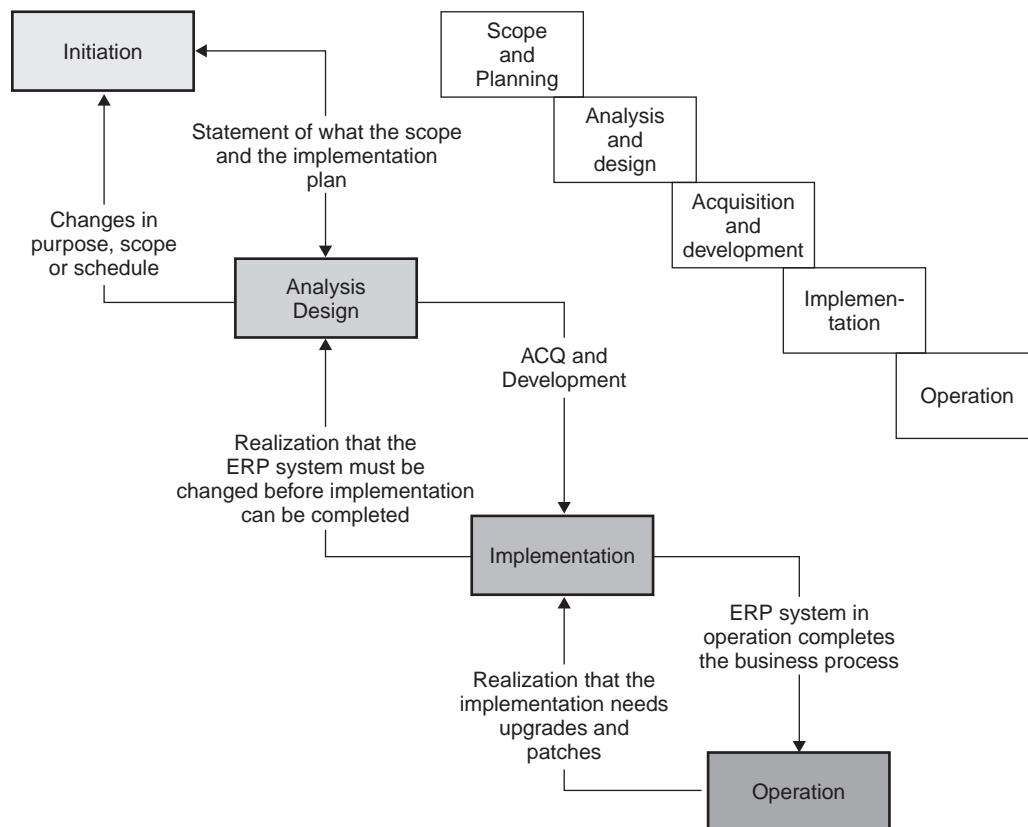 Initiation
Statement of what the scope
and the implementation
plan
Changes in
purpose, scope
or schedule
Analysis
Design
ACQ and
Development
Realization that the
ERP system must be
changed before implementation
can be completed
Implementation
ERP system in
operation completes
the business process
Realization that the
implementation needs
upgrades and
patches
Operation
Scope
and
Planning
Analysis
and
design
Acquisition
and
development
Implemen-
tation
Operation